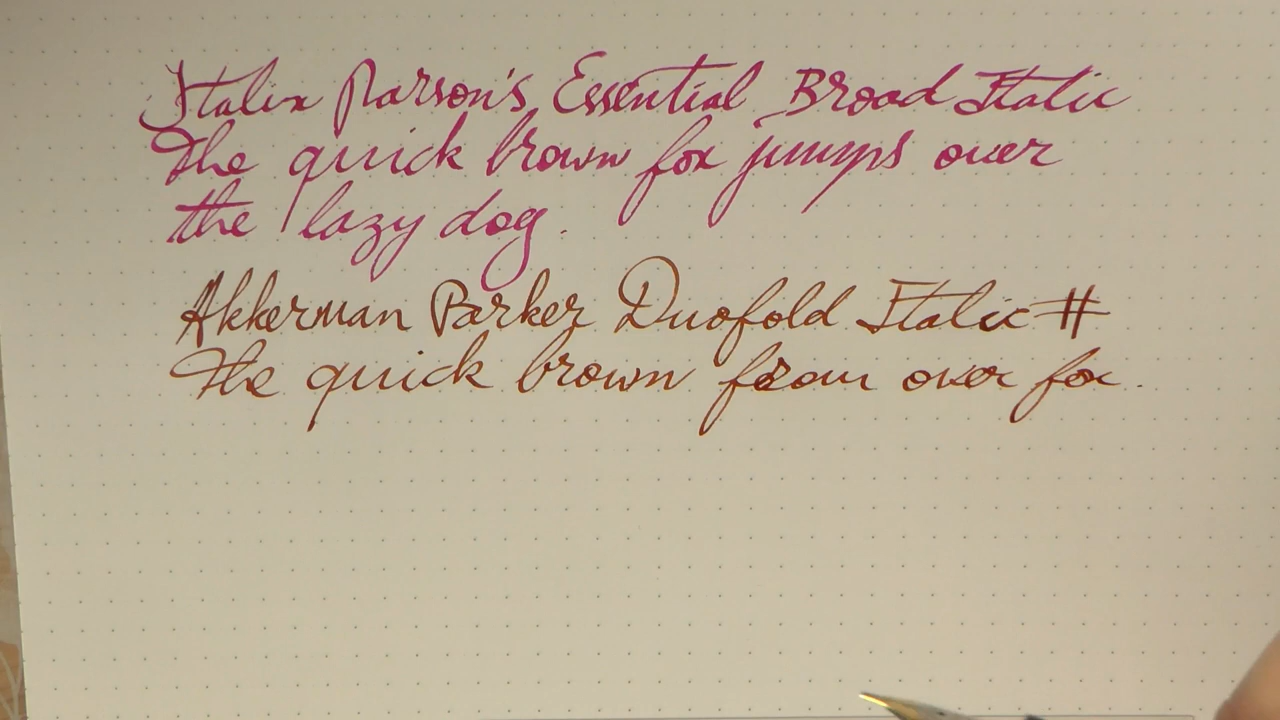 Italix Parson's Essential Broad Italic
The quick brown fox jumps over
the lazy dog.
Akkerman Parker Duofold Italic #
The quick brown over fox.